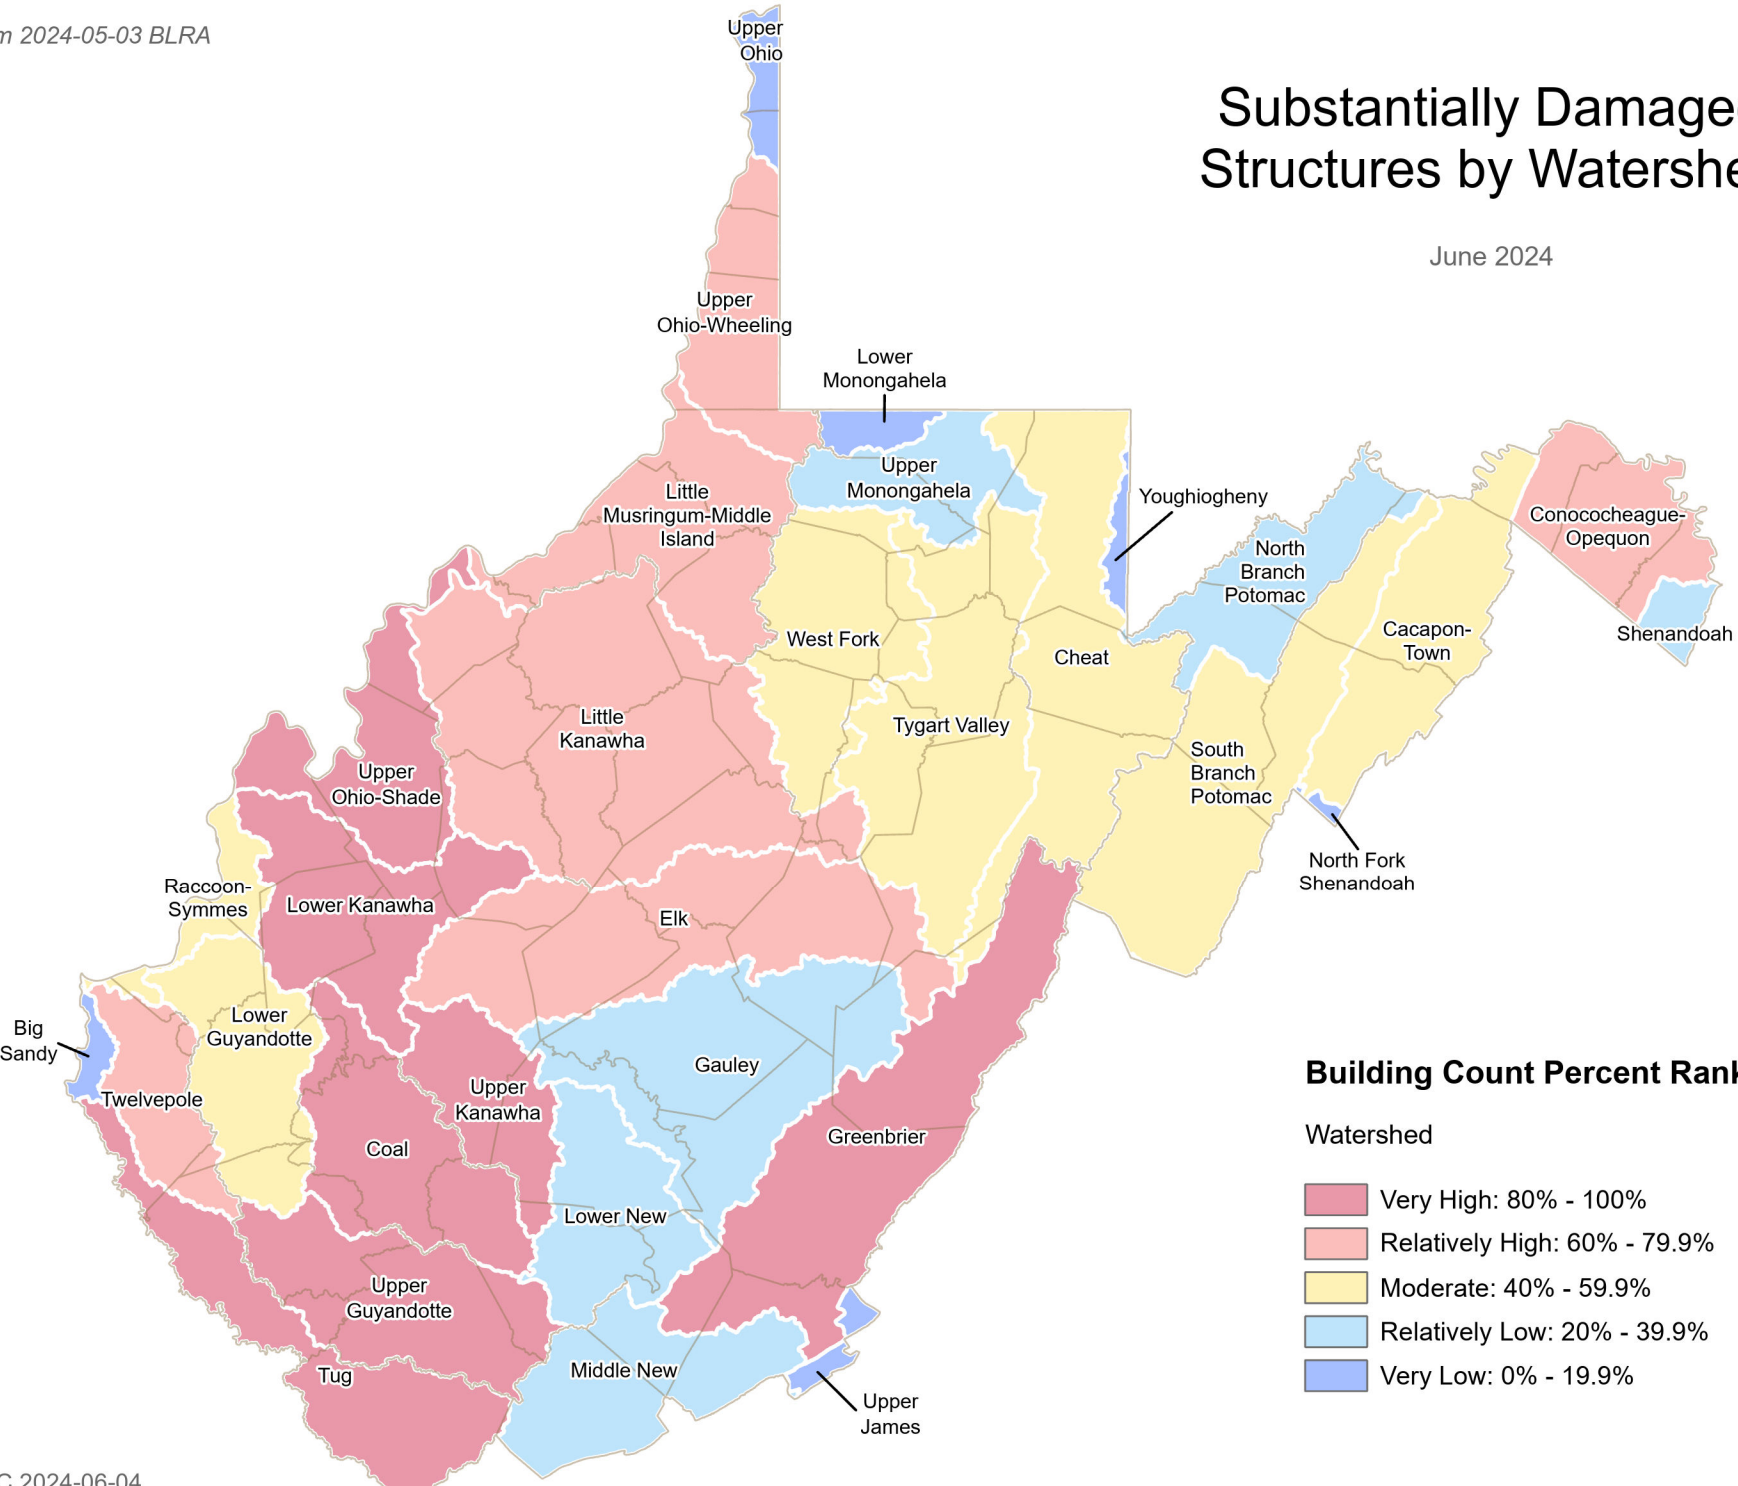 m 2024-05-03 BLRA
Substantially Damage
Structures by Watershe
June 2024
Upper
Ohio
Upper
Ohio-Wheeling
Lower
Monongahela
Upper
Monongahela
Youghiogheny
Little
Musringum-Middle
Island
North
Branch
Potomac
Conococheague-
Opequon
Shenandoah
Cacapon-
Town
West Fork
Cheat
Tygart Valley
Little
Kanawha
South
Branch
Potomac
Upper
Ohio-Shade
North Fork
Shenandoah
Raccoon-
Symmes
Lower Kanawha
Elk
Big
Sandy
Lower
Guyandotte
Gauley
Twelvepole
Upper
Kanawha
Coal
Greenbrier
Lower New
Upper
Guyandotte
Tug
Middle New
Upper
James
Building Count Percent Rank
Watershed
Very High: 80% - 100%
Relatively High: 60% - 79.9%
Moderate: 40% - 59.9%
Relatively Low: 20% - 39.9%
Very Low: 0% - 19.9%
C 2024-06-04